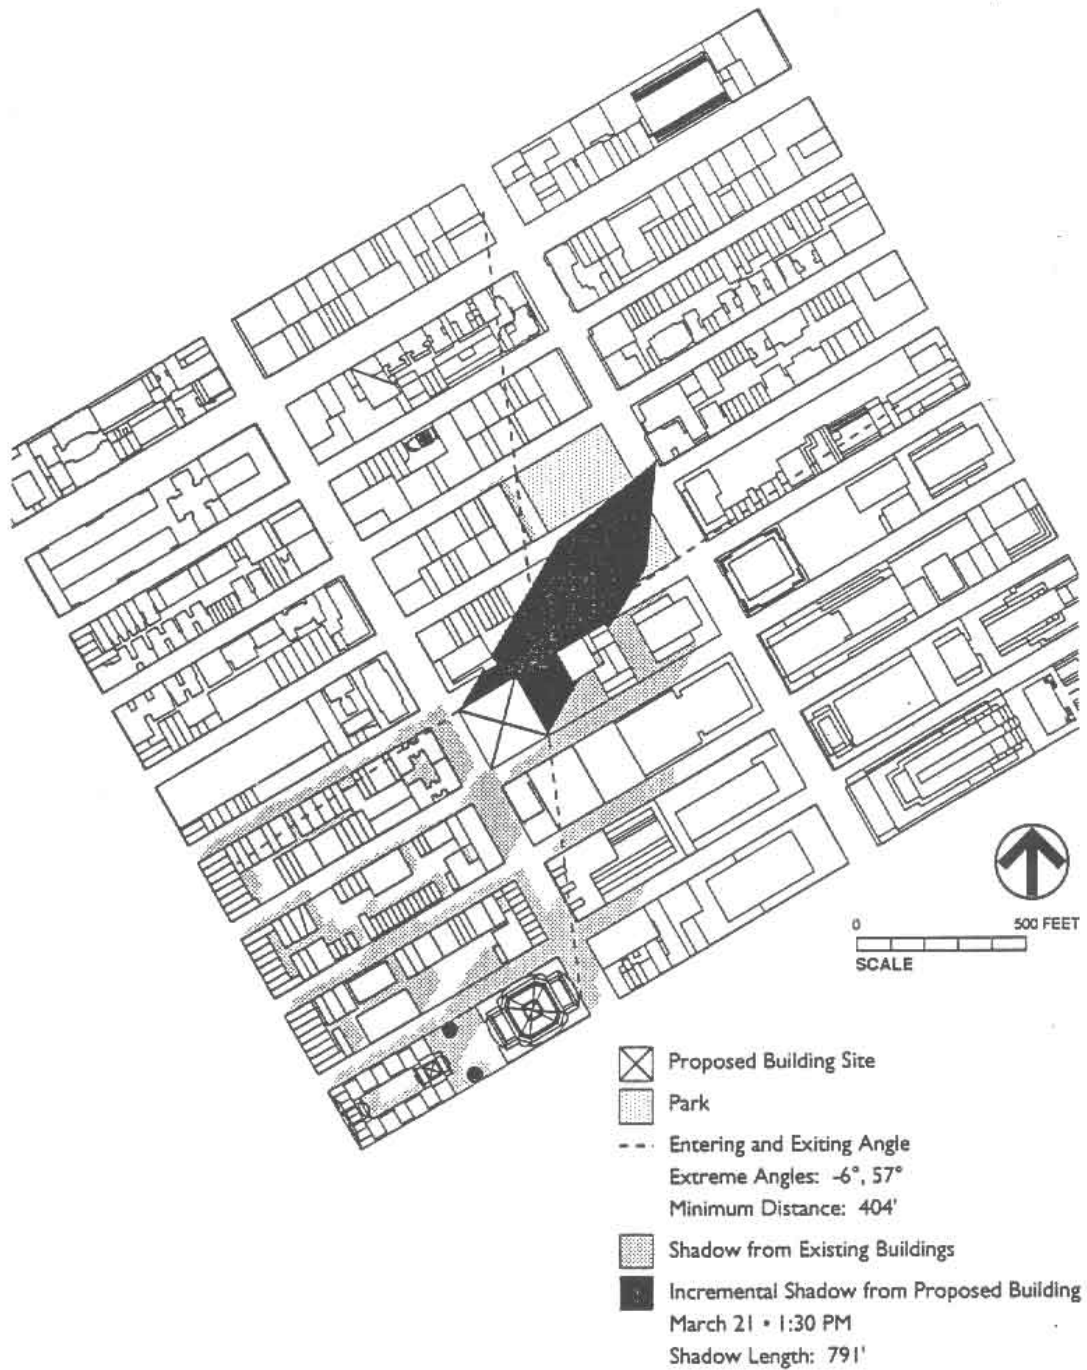 0
500 FEET
SCALE
Proposed Building Site
Park
Entering and Exiting Angle
Extreme Angles: -6°, 57°
Minimum Distance: 404'
Shadow from Existing Buildings
Incremental Shadow from Proposed Building
March 21 • 1:30 PM
Shadow Length: 791'